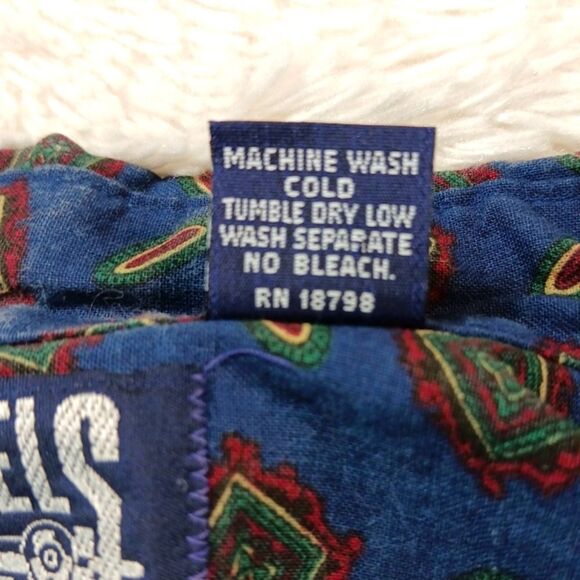 MACHINE WASH
COLD
TUMBLE DRY LOW
WASH SEPARATE
NO BLEACH.
RN 18798